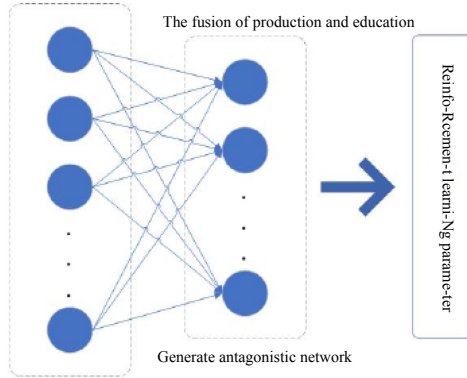 The fusion of production and education
Reinfo-Rcemen-t learni-Ng parame-ter
Generate antagonistic network